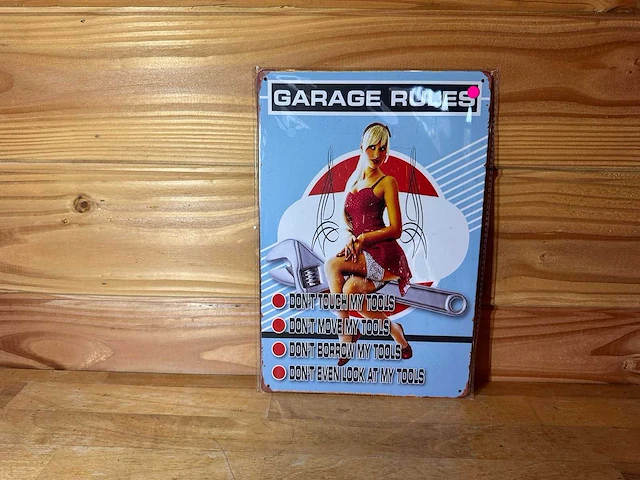 GARAGE RULES
DON'T TOUCH MY TOOLS
DON'T MOVE MY TOOLS
DON'T BORROW MY TOOLS
DON'T EVEN LOOK AT MY TOOLS